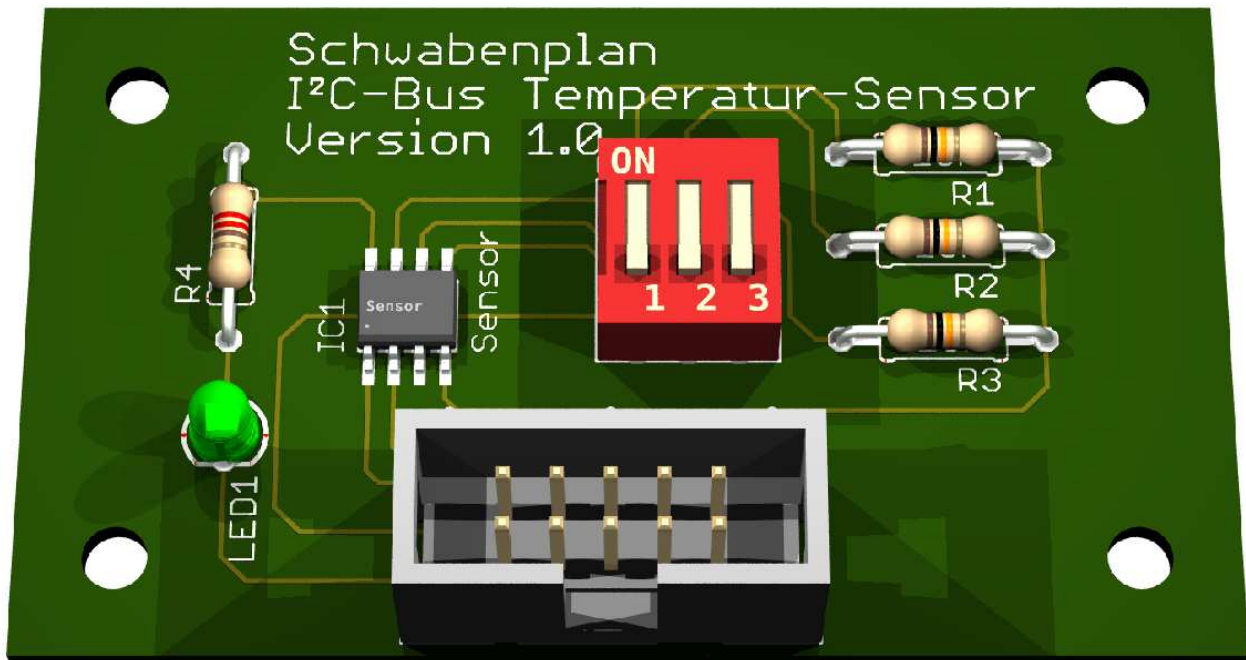 Schwabenplan
I²C-Bus Temperatur-Sensor
Version 1.0
ON
1 2 3
R1
R2
R3
R4
IC1
Sensor
Sensor
LED1